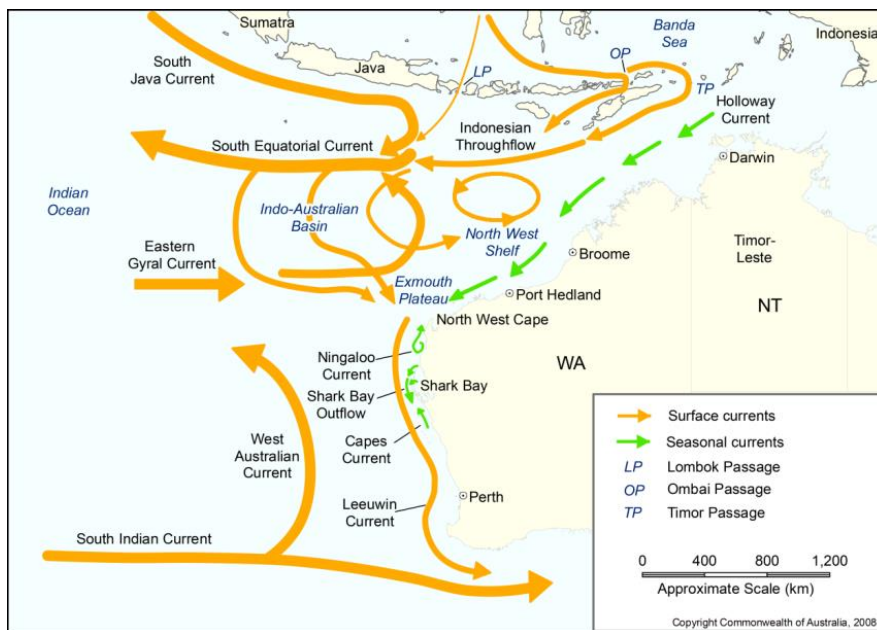 Sumatra
Banda
Sea
Indonesia
OP
South
Java Current
Java
LP
TP
Holloway
Current
Indonesian
Throughflow
South Equatorial Current
Darwin
Indian
Ocean
Indo-Australian
Basin
North West
Shelf
Eastern
Gyral Current
Broome
Timor-
Leste
Exmouth
Plateau
Port Hedland
NT
North West Cape
Ningaloo
Current
WA
Shark Bay
Shark Bay
Outflow
Capes
Current
West
Australian
Current
Leeuwin
Current
Perth
South Indian Current
Surface currents
Seasonal currents
LP Lombok Passage
OP Ombai Passage
TP Timor Passage
0 400 800 1,200
Approximate Scale (km)
Copyright Commonwealth of Australia, 2008